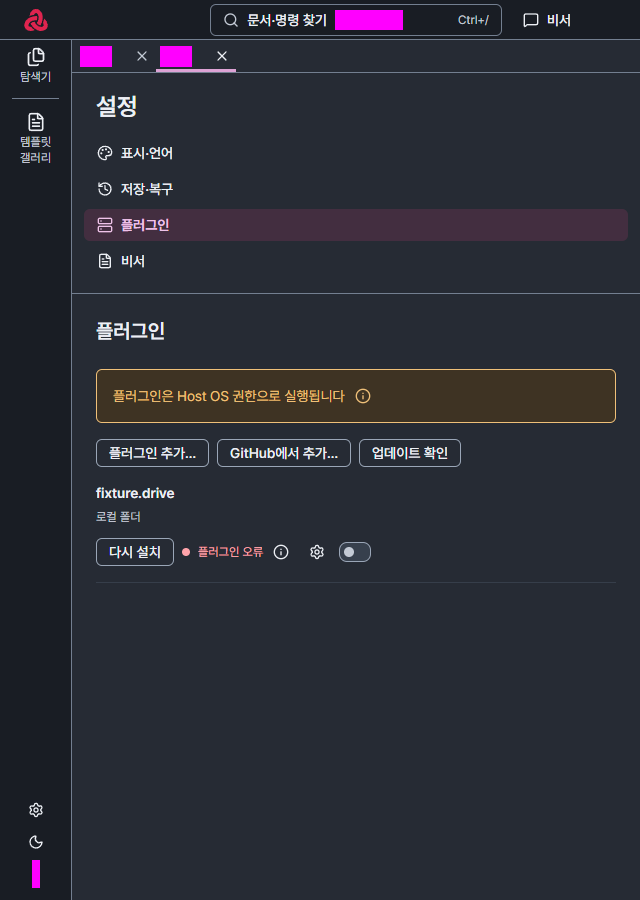 문서·명령 찾기
Ctrl+/
비서
탐색기
템플릿
갤러리
설정
표시·언어
저장·복구
플러그인
비서
플러그인
플러그인은 Host OS 권한으로 실행됩니다
플러그인 추가...
GitHub에서 추가...
업데이트 확인
fixture.drive
로컬 폴더
다시 설치
플러그인 오류